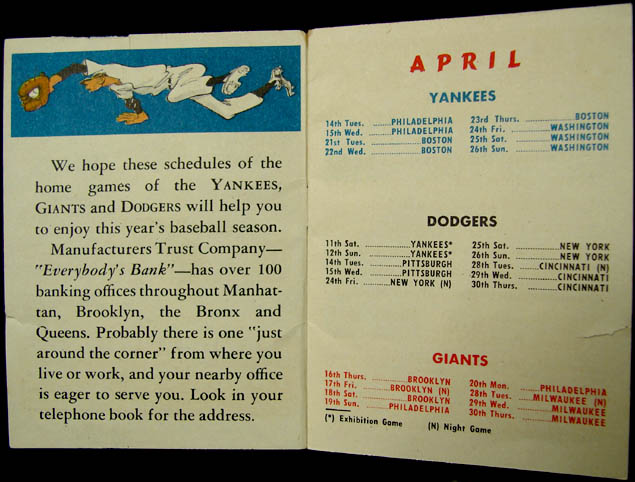 We hope these schedules of the
home games of the YANKEES,
GIANTS and DODGERS will help you
to enjoy this year's baseball season.
Manufacturers Trust Company—
"Everybody's Bank"—has over 100
banking offices throughout Manhat-
tan, Brooklyn, the Bronx and
Queens. Probably there is one "just
around the corner" from where you
live or work, and your nearby office
is eager to serve you. Look in your
telephone book for the address.
APRIL
YANKEES
14th Tues. ..........PHILADELPHIA
15th Wed. ..........PHILADELPHIA
21st Tues. ..........BOSTON
22nd Wed. ..........BOSTON
23rd Thurs. ..........BOSTON
24th Fri. ..........WASHINGTON
25th Sat. ..........WASHINGTON
26th Sun. ..........WASHINGTON
DODGERS
11th Sat. ..........YANKEES*
12th Sun. ..........YANKEES*
14th Tues. ..........PITTSBURGH
15th Wed. ..........PITTSBURGH
24th Fri. ..........NEW YORK (N)
25th Sat. ..........NEW YORK
26th Sun. ..........NEW YORK
28th Tues. ..........CINCINNATI (N)
29th Wed. ..........CINCINNATI
30th Thurs. ..........CINCINNATI
GIANTS
16th Thurs. ..........BROOKLYN
17th Fri. ..........BROOKLYN (N)
18th Sat. ..........BROOKLYN
19th Sun. ..........PHILADELPHIA
20th Mon. ..........PHILADELPHIA
28th Tues. ..........MILWAUKEE (N)
29th Wed. ..........MILWAUKEE
30th Thurs. ..........MILWAUKEE
(*) Exhibition Game (N) Night Game